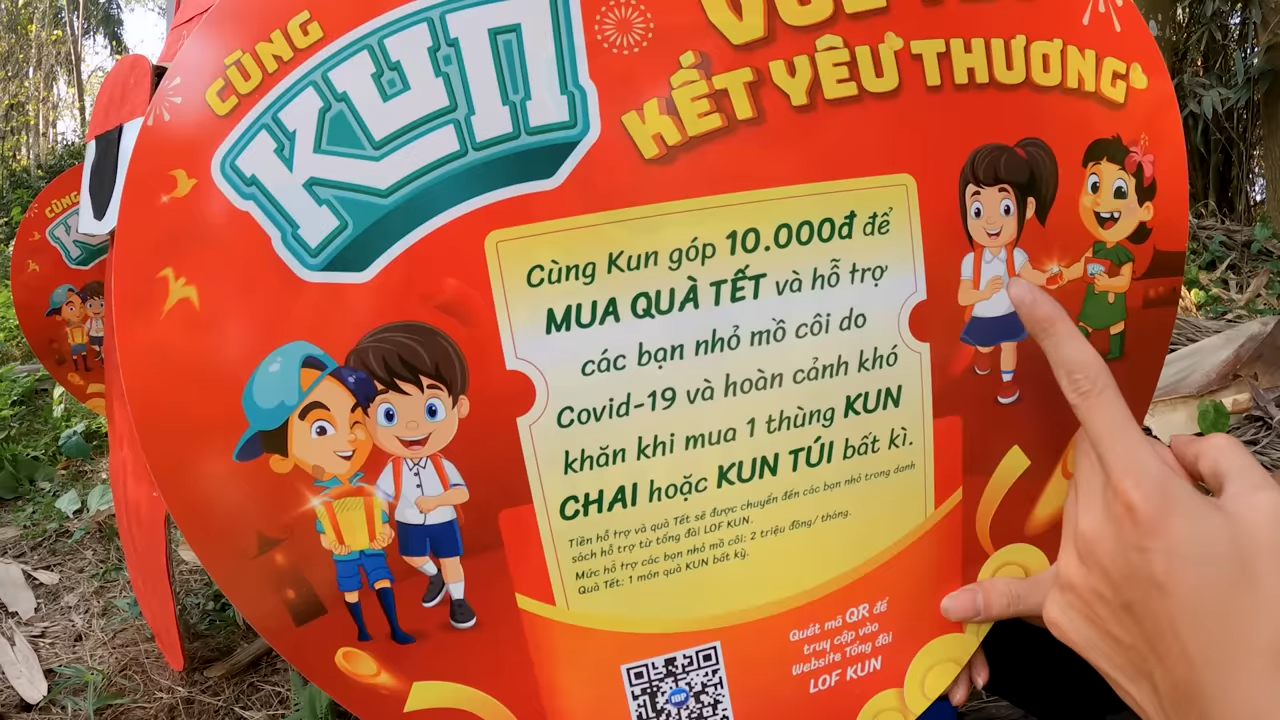 CÙNG
KUN
KẾT YÊU THƯƠNG
Cùng Kun góp 10.000đ để
MUA QUÀ TẾT và hỗ trợ
các bạn nhỏ mồ côi do
Covid-19 và hoàn cảnh khó
khăn khi mua 1 thùng KUN
CHAI hoặc KUN TÚI bất kì.
Tiền hỗ trợ và quà Tết sẽ được chuyển đến các bạn nhỏ trong danh
sách hỗ trợ từ tổng đài LOF KUN.
Mức hỗ trợ các bạn nhỏ mồ côi: 2 triệu đồng/ tháng.
Quà Tết: 1 món quà KUN bất kỳ.
Quét mã QR để
truy cập vào
Website Tổng đài
LOF KUN
IDP
CÙNG